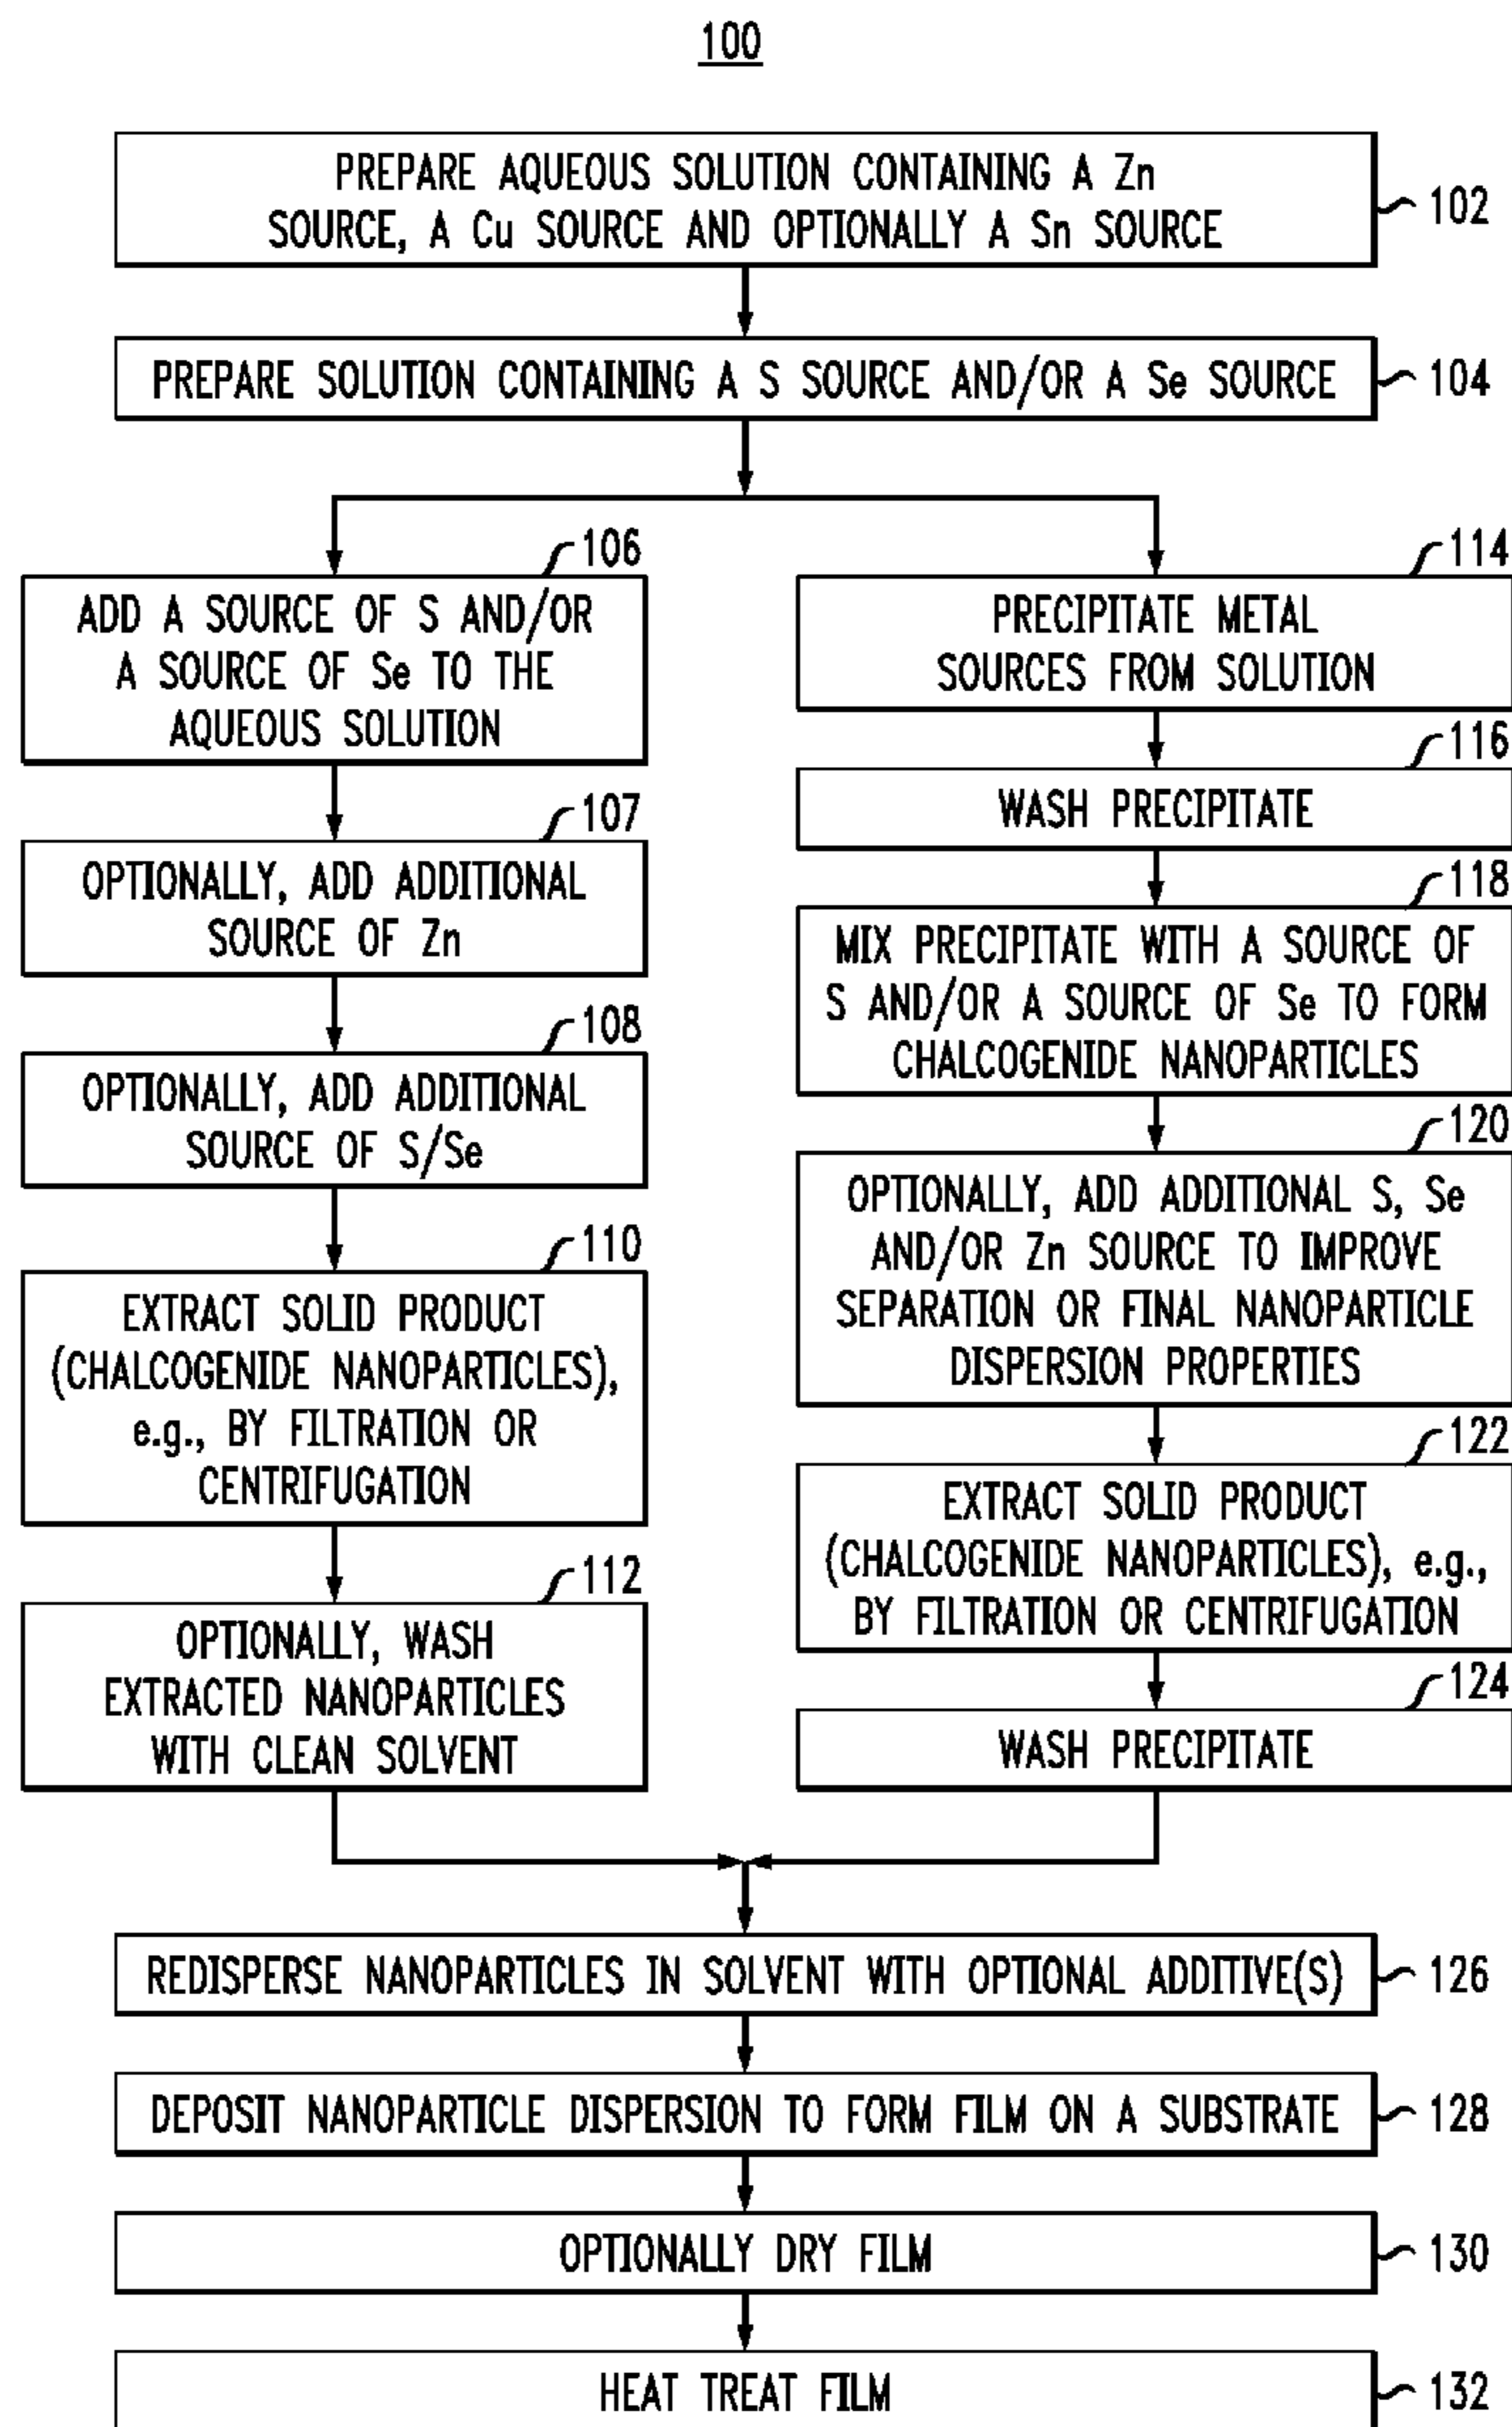 100
PREPARE AQUEOUS SOLUTION CONTAINING A Zn
SOURCE, A Cu SOURCE AND OPTIONALLY A Sn SOURCE
102
PREPARE SOLUTION CONTAINING A S SOURCE AND/OR A Se SOURCE
104
106
ADD A SOURCE OF S AND/OR
A SOURCE OF Se TO THE
AQUEOUS SOLUTION
107
OPTIONALLY, ADD ADDITIONAL
SOURCE OF Zn
108
OPTIONALLY, ADD ADDITIONAL
SOURCE OF S/Se
110
EXTRACT SOLID PRODUCT
(CHALCOGENIDE NANOPARTICLES),
e.g., BY FILTRATION OR
CENTRIFUGATION
112
OPTIONALLY, WASH
EXTRACTED NANOPARTICLES
WITH CLEAN SOLVENT
114
PRECIPITATE METAL
SOURCES FROM SOLUTION
116
WASH PRECIPITATE
118
MIX PRECIPITATE WITH A SOURCE OF
S AND/OR A SOURCE OF Se TO FORM
CHALCOGENIDE NANOPARTICLES
120
OPTIONALLY, ADD ADDITIONAL S, Se
AND/OR Zn SOURCE TO IMPROVE
SEPARATION OR FINAL NANOPARTICLE
DISPERSION PROPERTIES
122
EXTRACT SOLID PRODUCT
(CHALCOGENIDE NANOPARTICLES), e.g.,
BY FILTRATION OR CENTRIFUGATION
124
WASH PRECIPITATE
REDISPERSE NANOPARTICLES IN SOLVENT WITH OPTIONAL ADDITIVE(S)
126
DEPOSIT NANOPARTICLE DISPERSION TO FORM FILM ON A SUBSTRATE
128
OPTIONALLY DRY FILM
130
HEAT TREAT FILM
132